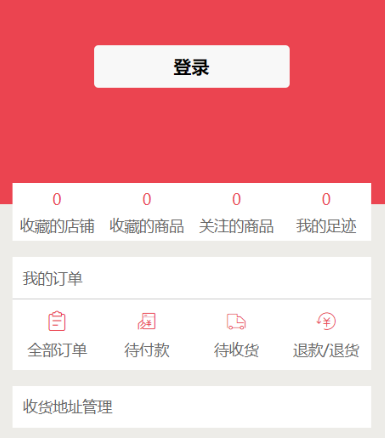 登录
0 0 0 0
收藏的店铺 收藏的商品 关注的商品 我的足迹
我的订单
全部订单 待付款 待收货 退款/退货
收货地址管理